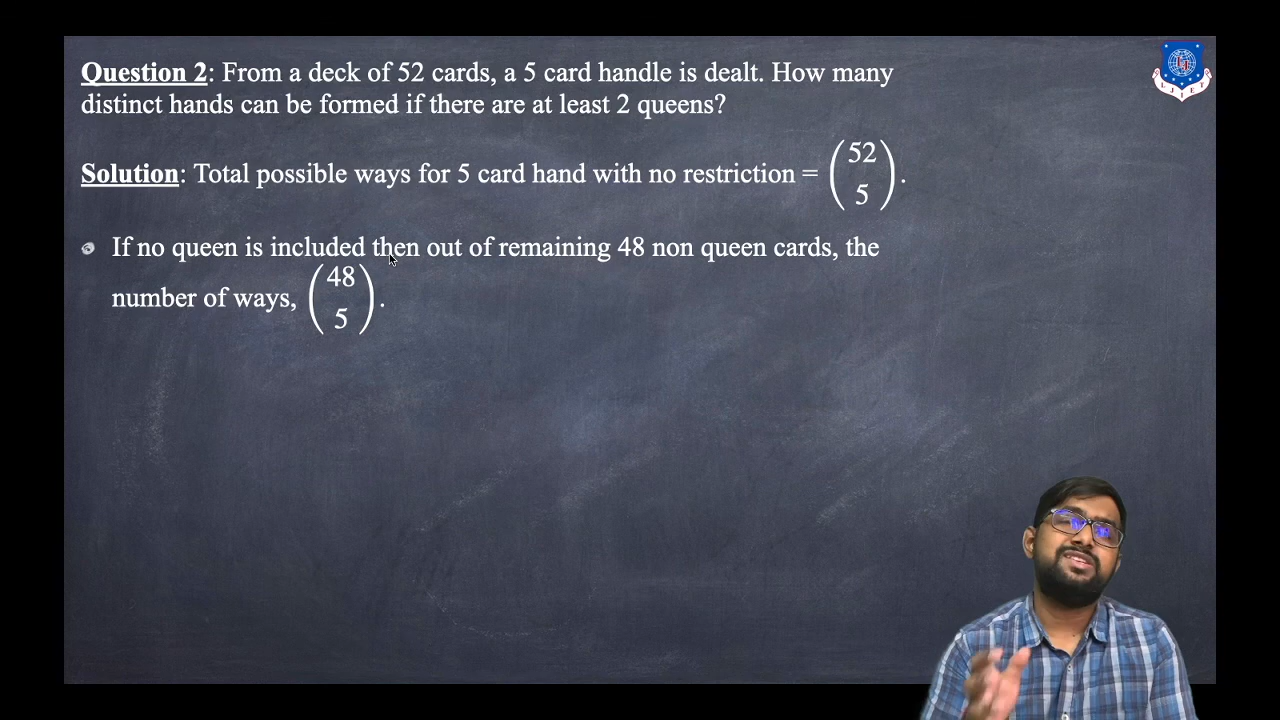 Question 2: From a deck of 52 cards, a 5 card handle is dealt. How many
distinct hands can be formed if there are at least 2 queens?
Solution: Total possible ways for 5 card hand with no restriction = (52
5).
If no queen is included then out of remaining 48 non queen cards, the
number of ways, (48
5).
LJIET